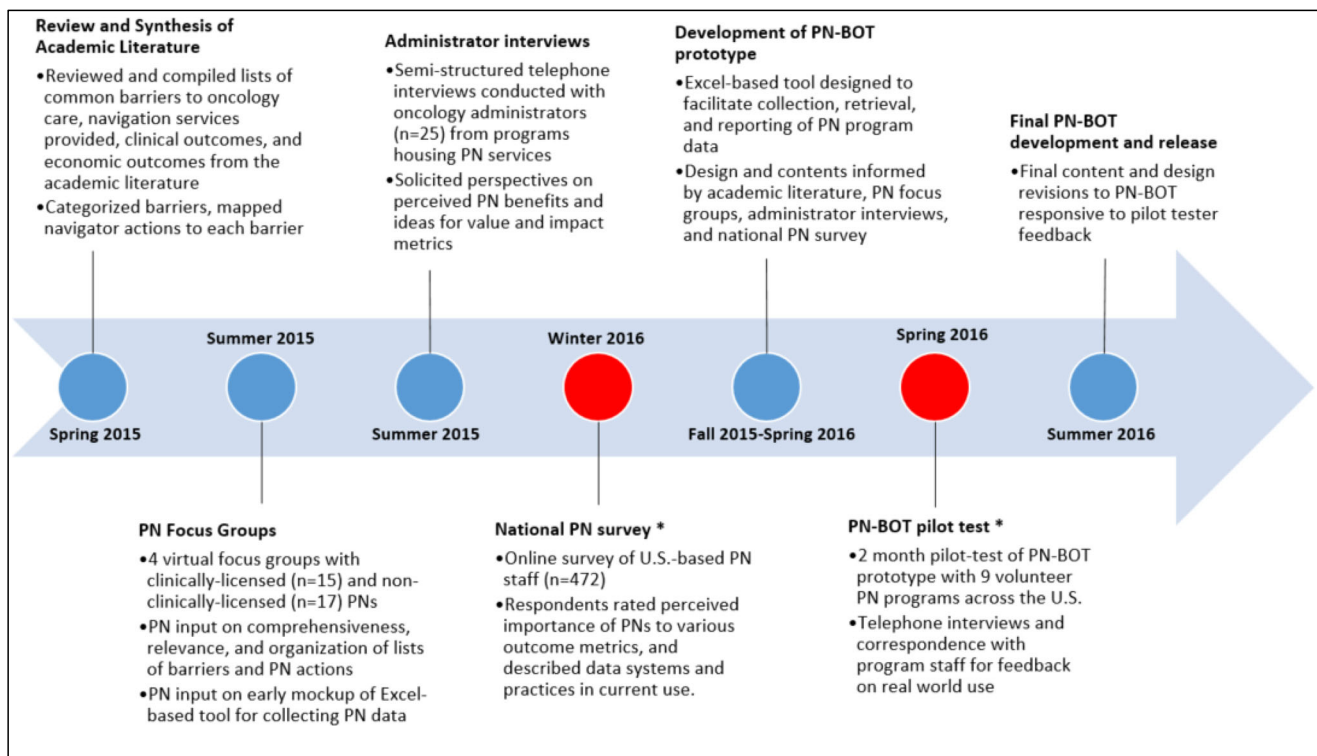 Review and Synthesis of
Academic Literature
•Reviewed and compiled lists of
common barriers to oncology
care, navigation services
provided, clinical outcomes, and
economic outcomes from the
academic literature
•Categorized barriers, mapped
navigator actions to each barrier
Administrator interviews
•Semi-structured telephone
interviews conducted with
oncology administrators
(n=25) from programs
housing PN services
•Solicited perspectives on
perceived PN benefits and
ideas for value and impact
metrics
Development of PN-BOT
prototype
•Excel-based tool designed to
facilitate collection, retrieval,
and reporting of PN program
data
•Design and contents informed
by academic literature, PN focus
groups, administrator interviews,
and national PN survey
Final PN-BOT
development and release
•Final content and design
revisions to PN-BOT
responsive to pilot tester
feedback
Spring 2015
Summer 2015
Summer 2015
Winter 2016
Fall 2015-Spring 2016
Spring 2016
Summer 2016
PN Focus Groups
•4 virtual focus groups with
clinically-licensed (n=15) and non-
clinically-licensed (n=17) PNs
•PN input on comprehensiveness,
relevance, and organization of lists
of barriers and PN actions
•PN input on early mockup of Excel-
based tool for collecting PN data
National PN survey *
•Online survey of U.S.-based PN
staff (n=472)
•Respondents rated perceived
importance of PNs to various
outcome metrics, and
described data systems and
practices in current use.
PN-BOT pilot test *
•2 month pilot-test of PN-BOT
prototype with 9 volunteer
PN programs across the U.S.
•Telephone interviews and
correspondence with
program staff for feedback
on real world use